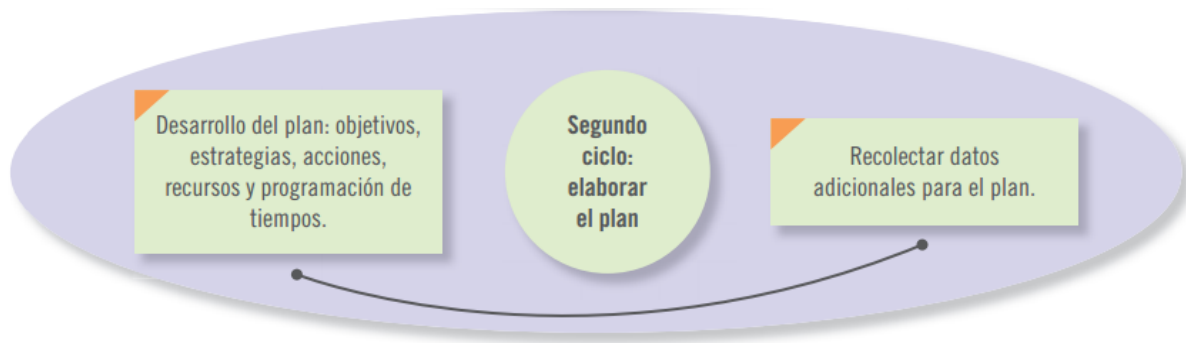 Desarrollo del plan: objetivos,
estrategias, acciones,
recursos y programación de
tiempos.
Segundo
ciclo:
elaborar
el plan
Recolectar datos
adicionales para el plan.